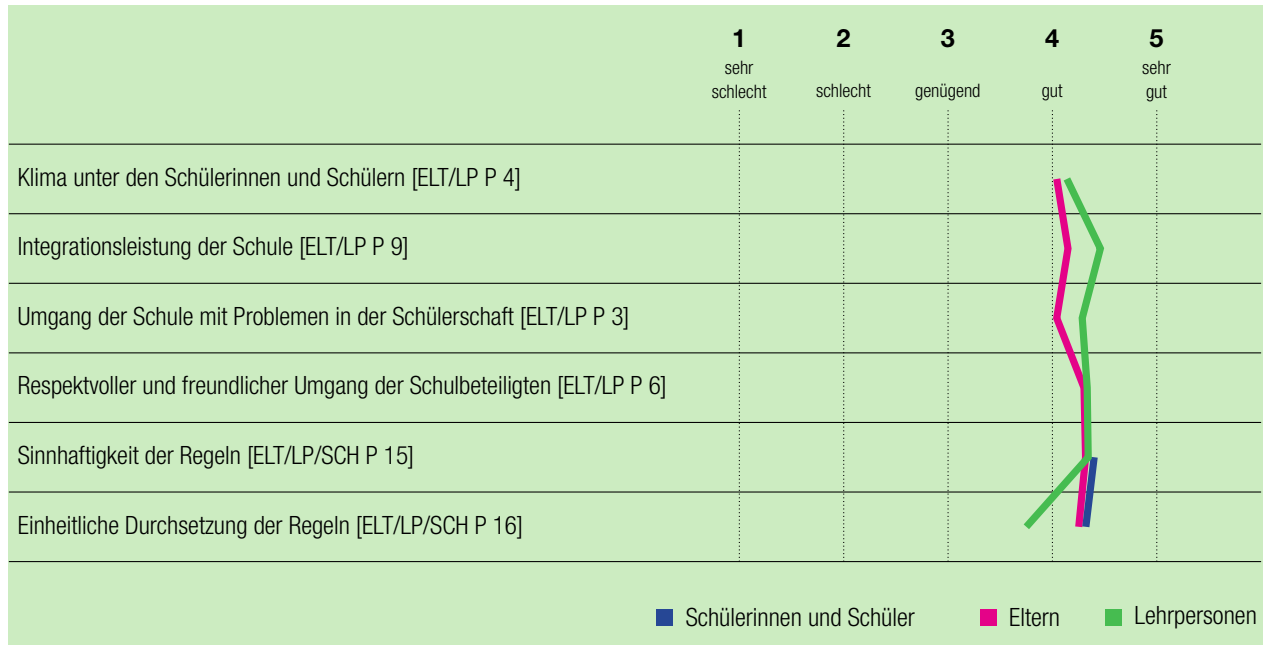 1 2 3 4 5
sehr schlecht schlecht genügend gut sehr gut
Klima unter den Schülerinnen und Schülern [ELT/LP P 4]
Integrationsleistung der Schule [ELT/LP P 9]
Umgang der Schule mit Problemen in der Schülerschaft [ELT/LP P 3]
Respektvoller und freundlicher Umgang der Schulbeteiligten [ELT/LP P 6]
Sinnhaftigkeit der Regeln [ELT/LP/SCH P 15]
Einheitliche Durchsetzung der Regeln [ELT/LP/SCH P 16]
Schülerinnen und Schüler Eltern Lehrpersonen